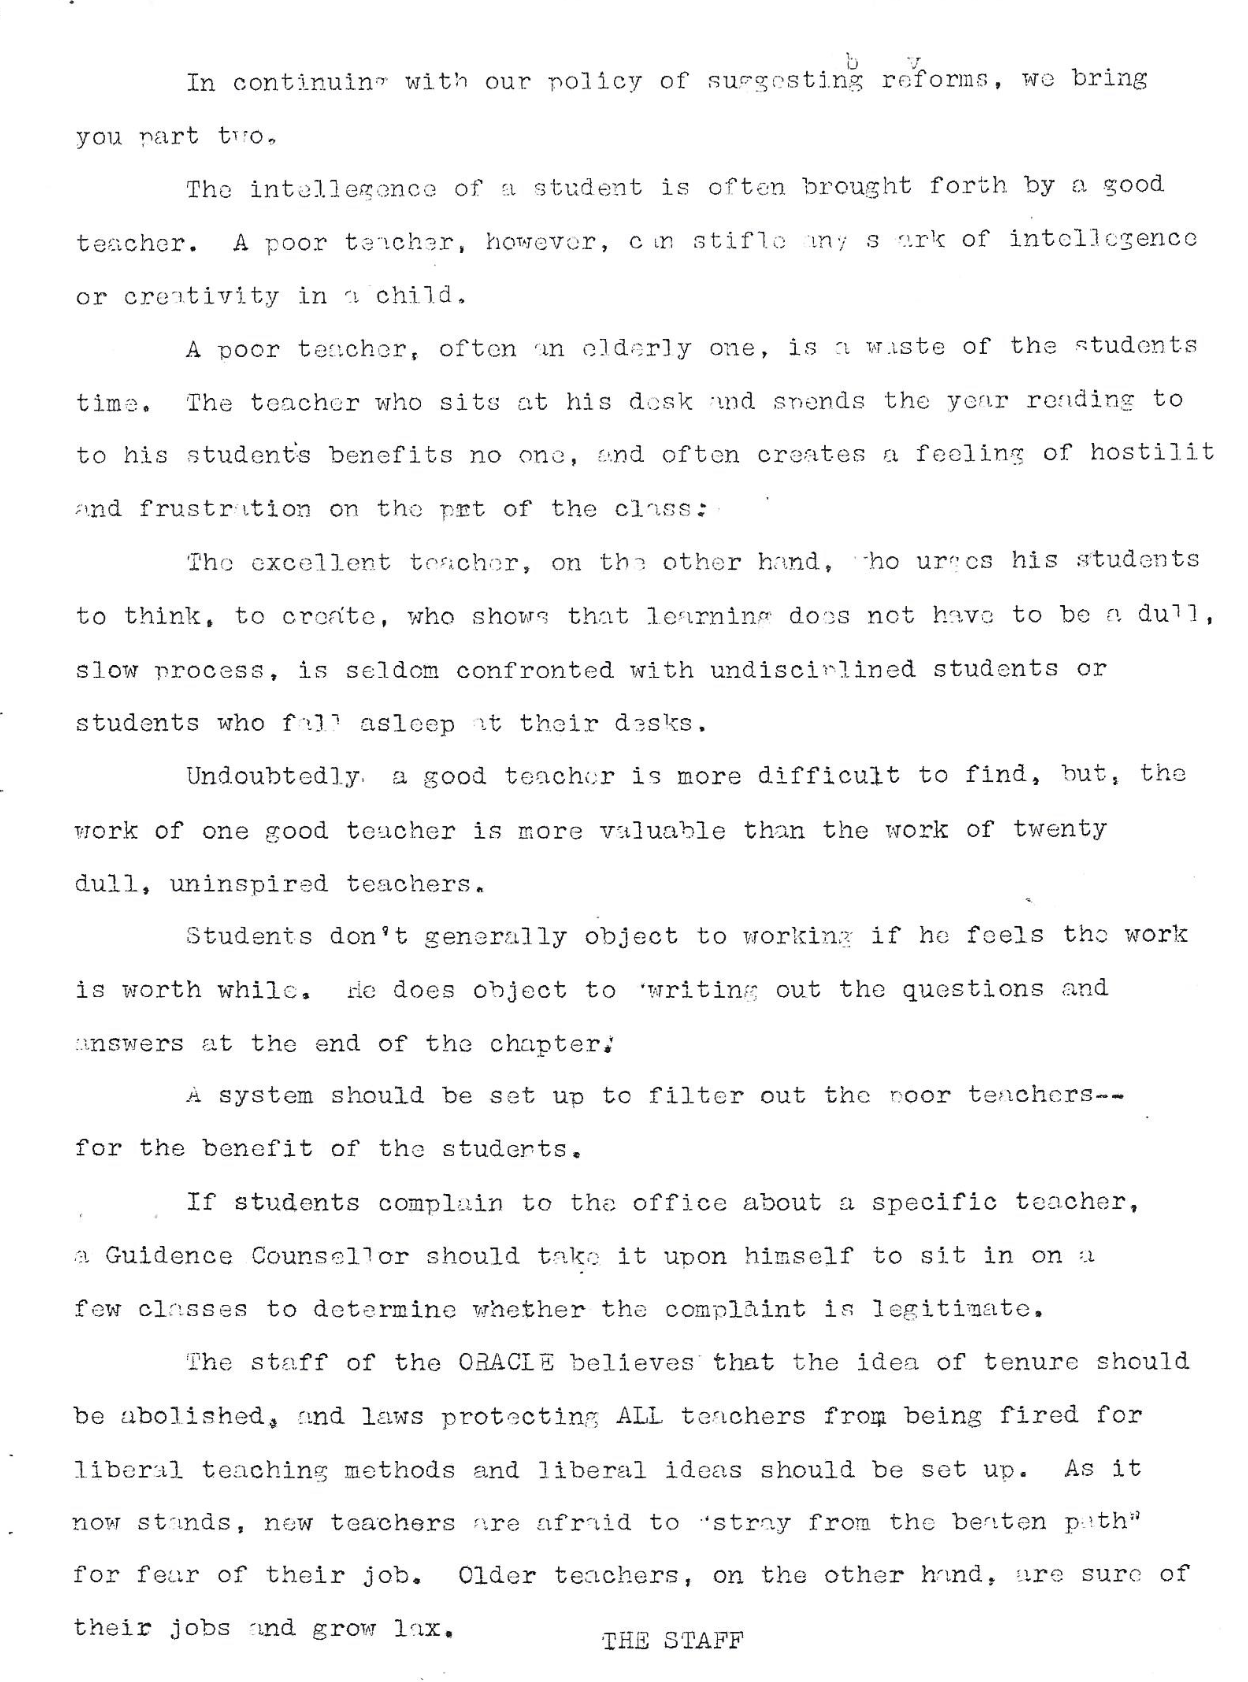 In continuing with our policy of suggesting reforms, we bring
you part two.
The intellegence of a student is often brought forth by a good
teacher. A poor teacher, however, can stifle any spark of intellegence
or creativity in a child.
A poor teacher, often an elderly one, is a waste of the students
time. The teacher who sits at his desk and spends the year reading to
to his student's benefits no one, and often creates a feeling of hostilit
and frustration on the prt of the class:
The excellent teacher, on the other hand, who urges his students
to think, to create, who shows that learning does not have to be a dull,
slow process, is seldom confronted with undisciplined students or
students who fall asleep at their desks.
Undoubtedly, a good teacher is more difficult to find, but, the
work of one good teacher is more valuable than the work of twenty
dull, uninspired teachers.
Students don't generally object to working if he feels the work
is worth while. He does object to "writing out the questions and
answers at the end of the chapter."
A system should be set up to filter out the poor teachers--
for the benefit of the students.
If students complain to the office about a specific teacher,
a Guidence Counsellor should take it upon himself to sit in on a
few classes to determine whether the complaint is legitimate.
The staff of the ORACLE believes that the idea of tenure should
be abolished, and laws protecting ALL teachers from being fired for
liberal teaching methods and liberal ideas should be set up. As it
now stands, new teachers are afraid to "stray from the beaten path"
for fear of their job. Older teachers, on the other hand, are sure of
their jobs and grow lax.
THE STAFF